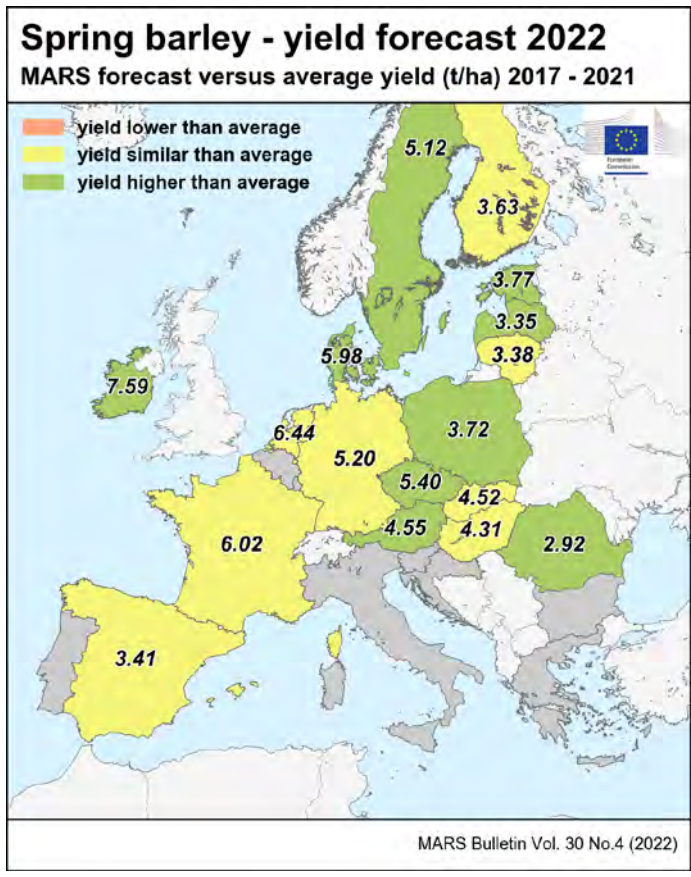 Spring barley - yield forecast 2022
MARS forecast versus average yield (t/ha) 2017 - 2021
yield lower than average
yield similar than average
yield higher than average
European
Commission
5.12
3.63
3.77
3.35
3.38
5.98
7.59
6.44
3.72
5.20
5.40
4.52
4.55
4.31
6.02
2.92
3.41
MARS Bulletin Vol. 30 No.4 (2022)